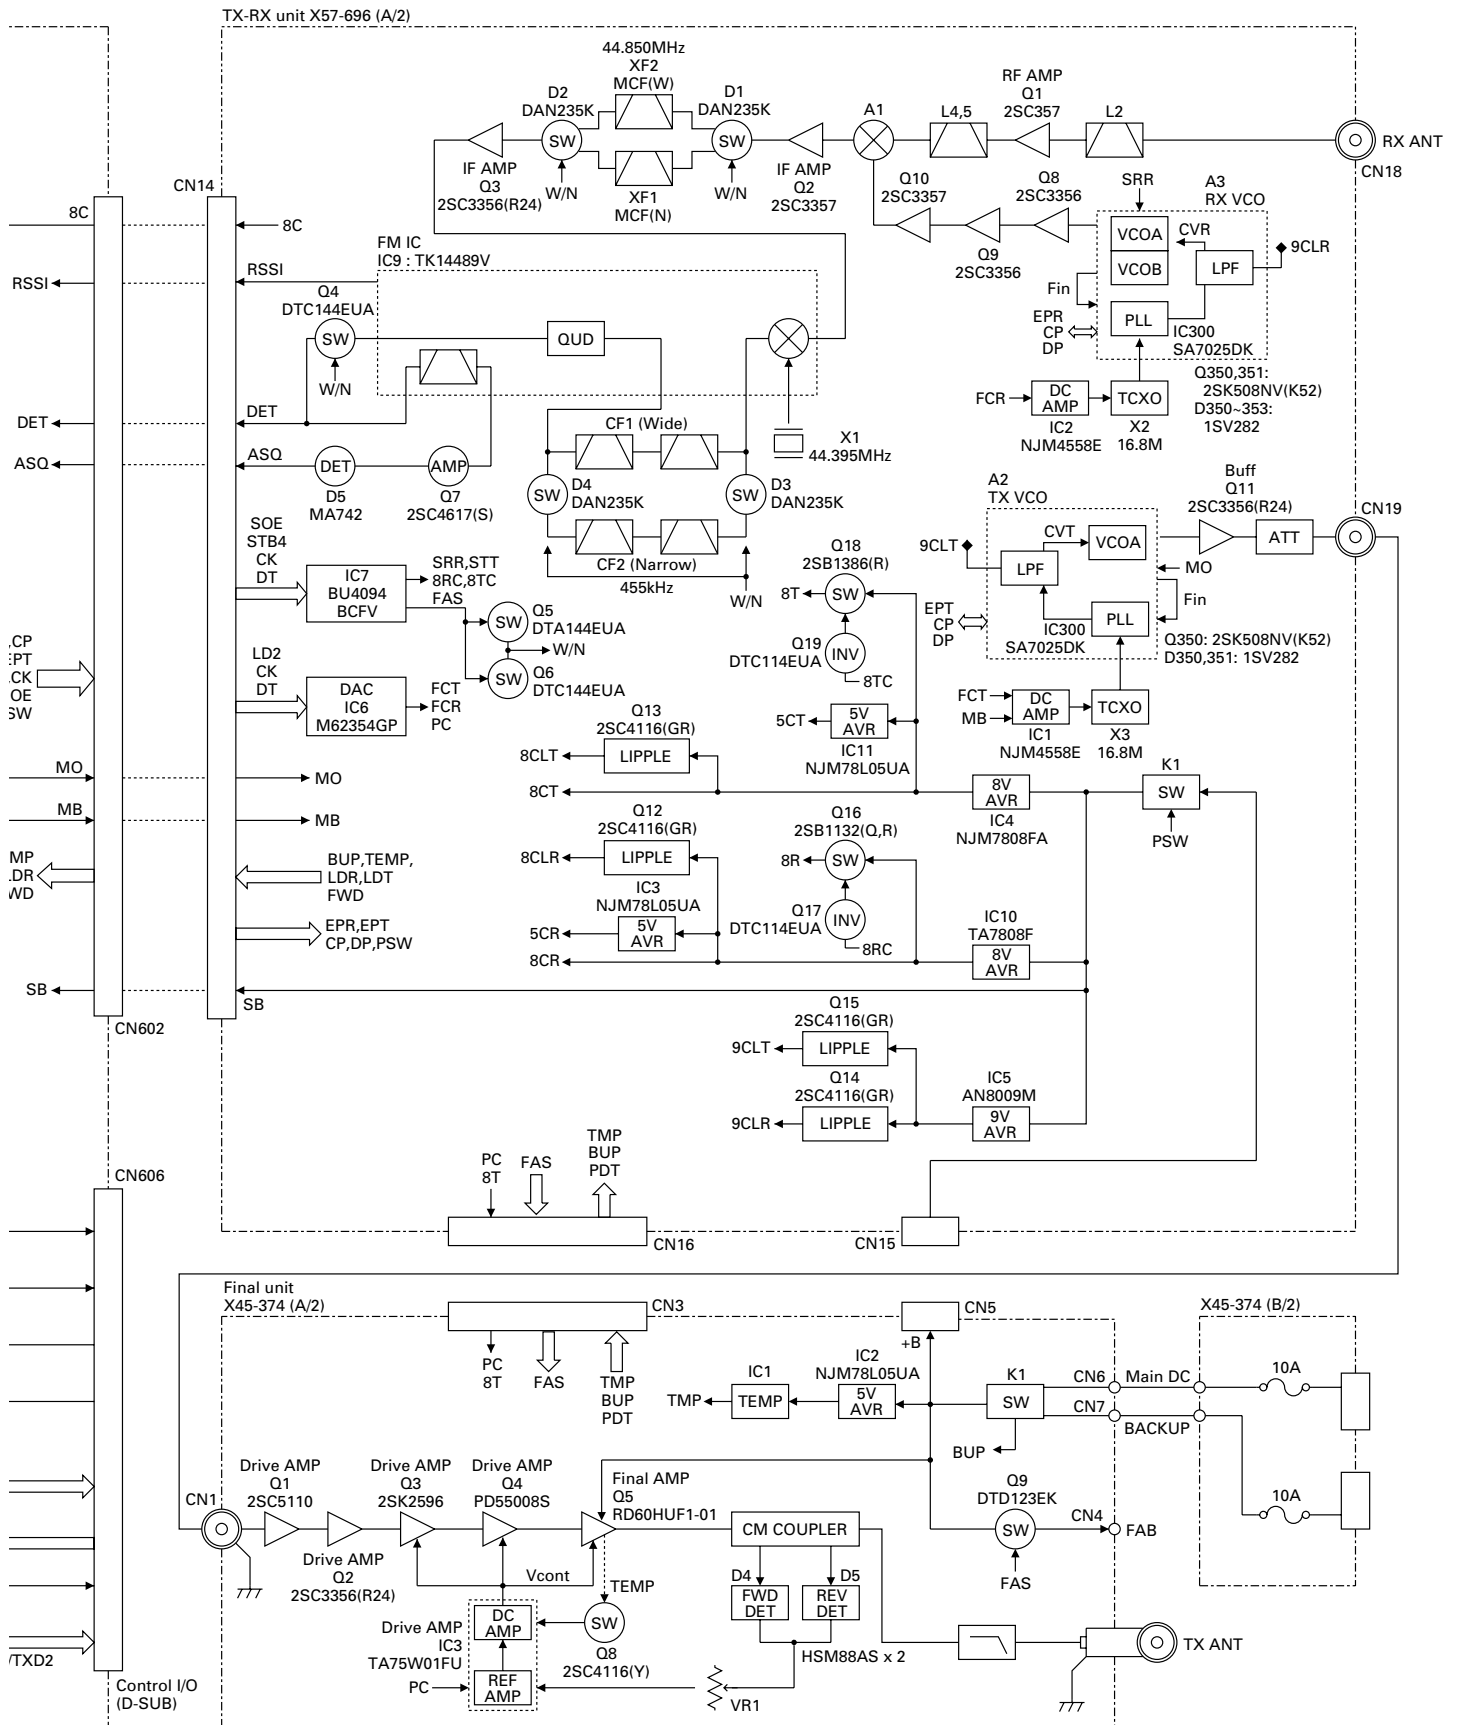 TX-RX unit X57-696 (A/2)
44.850MHz
XF2
MCF(W)
D2
DAN235K
D1
DAN235K
SW
SW
XF1
MCF(N)
W/N
W/N
IF AMP
Q3
2SC3356(R24)
IF AMP
Q2
2SC3357
A1
L4,5
RF AMP
Q1
2SC357
L2
RX ANT
CN18
Q10
2SC3357
Q9
2SC3356
Q8
2SC3356
SRR
A3
RX VCO
VCOA
VCOB
CVR
LPF
9CLR
Fin
PLL
EPR
CP
DP
IC300
SA7025DK
FCR
DC
AMP
IC2
NJM4558E
TCXO
X2
16.8M
Q350,351:
2SK508NV(K52)
D350~353:
1SV282
CN14
8C
8C
RSSI
RSSI
FM IC
IC9 : TK14489V
Q4
DTC144EUA
SW
W/N
QUD
DET
DET
ASQ
ASQ
DET
D5
MA742
AMP
Q7
2SC4617(S)
CF1 (Wide)
X1
44.395MHz
SW
D4
DAN235K
SW
D3
DAN235K
CF2 (Narrow)
455kHz
W/N
SOE
STB4
CK
DT
IC7
BU4094
BCFV
SRR,STT
8RC,8TC
FAS
SW
Q5
DTA144EUA
W/N
SW
Q6
DTC144EUA
LD2
CK
DT
DAC
IC6
M62354GP
FCT
FCR
PC
,CP
EPT
CK
OE
SW
A2
TX VCO
9CLT
CVT
LPF
VCOA
PLL
IC300
SA7025DK
EPT
CP
DP
MO
Fin
Buff
Q11
2SC3356(R24)
ATT
CN19
Q350: 2SK508NV(K52)
D350,351: 1SV282
FCT
MB
DC
AMP
IC1
NJM4558E
TCXO
X3
16.8M
Q18
2SB1386(R)
8T
SW
Q19
DTC114EUA
INV
8TC
5CT
5V
AVR
IC11
NJM78L05UA
Q13
2SC4116(GR)
8CLT
LIPPLE
8CT
8V
AVR
IC4
NJM7808FA
K1
SW
PSW
MO
MO
MB
MB
Q12
2SC4116(GR)
8CLR
LIPPLE
IC3
NJM78L05UA
5CR
5V
AVR
8CR
Q16
2SB1132(Q,R)
8R
SW
Q17
DTC114EUA
INV
8RC
IC10
TA7808F
8V
AVR
MP
LDR
WD
BUP,TEMP,
LDR,LDT
FWD
EPR,EPT
CP,DP,PSW
SB
SB
CN602
Q15
2SC4116(GR)
9CLT
LIPPLE
Q14
2SC4116(GR)
9CLR
LIPPLE
IC5
AN8009M
9V
AVR
PC
8T
FAS
TMP
BUP
PDT
CN16
CN15
CN606
Final unit
X45-374 (A/2)
CN3
CN5
X45-374 (B/2)
PC
8T
FAS
TMP
BUP
PDT
+B
TMP
IC1
TEMP
IC2
NJM78L05UA
5V
AVR
K1
SW
BUP
CN6
Main DC
CN7
BACKUP
10A
10A
CN1
Drive AMP
Q1
2SC5110
Drive AMP
Q2
2SC3356(R24)
Drive AMP
Q3
2SK2596
Drive AMP
Q4
PD55008S
Final AMP
Q5
RD60HUF1-01
CM COUPLER
Q9
DTD123EK
SW
FAS
CN4
FAB
Vcont
TEMP
D4
FWD
DET
D5
REV
DET
HSM88AS x 2
Drive AMP
IC3
TA75W01FU
DC
AMP
REF
AMP
PC
SW
Q8
2SC4116(Y)
VR1
TX ANT
/TXD2
Control I/O
(D-SUB)